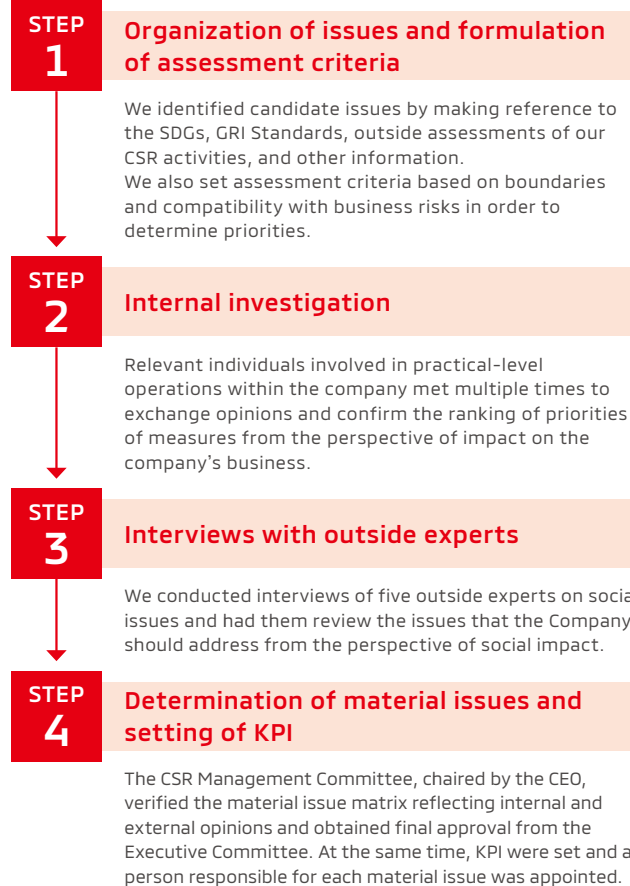 STEP
1
Organization of issues and formulation
of assessment criteria
We identified candidate issues by making reference to
the SDGs, GRI Standards, outside assessments of our
CSR activities, and other information.
We also set assessment criteria based on boundaries
and compatibility with business risks in order to
determine priorities.
STEP
2
Internal investigation
Relevant individuals involved in practical-level
operations within the company met multiple times to
exchange opinions and confirm the ranking of priorities
of measures from the perspective of impact on the
company's business.
STEP
3
Interviews with outside experts
We conducted interviews of five outside experts on socia
issues and had them review the issues that the Company
should address from the perspective of social impact.
STEP
4
Determination of material issues and
setting of KPI
The CSR Management Committee, chaired by the CEO,
verified the material issue matrix reflecting internal and
external opinions and obtained final approval from the
Executive Committee. At the same time, KPI were set and a
person responsible for each material issue was appointed.